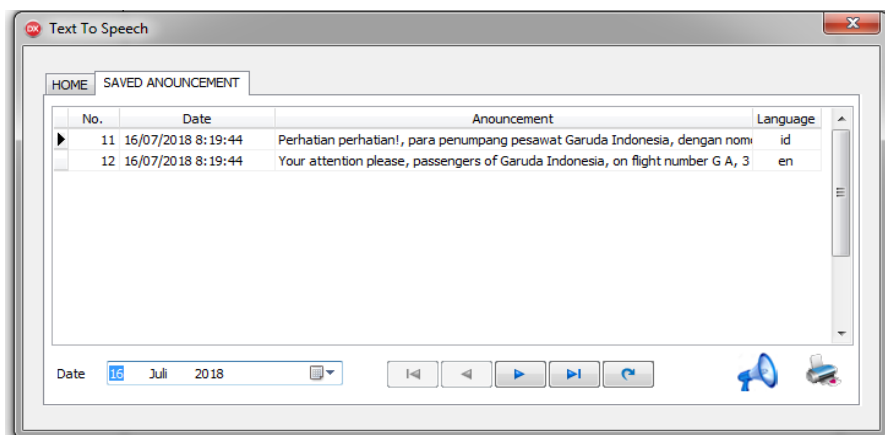 DX Text To Speech
HOME SAVED ANOUNCEMENT
No. Date Anouncement Language
11 16/07/2018 8:19:44 Perhatian perhatian!, para penumpang pesawat Garuda Indonesia, dengan nom id
12 16/07/2018 8:19:44 Your attention please, passengers of Garuda Indonesia, on flight number G A, 3 en
Date 16 Juli 2018